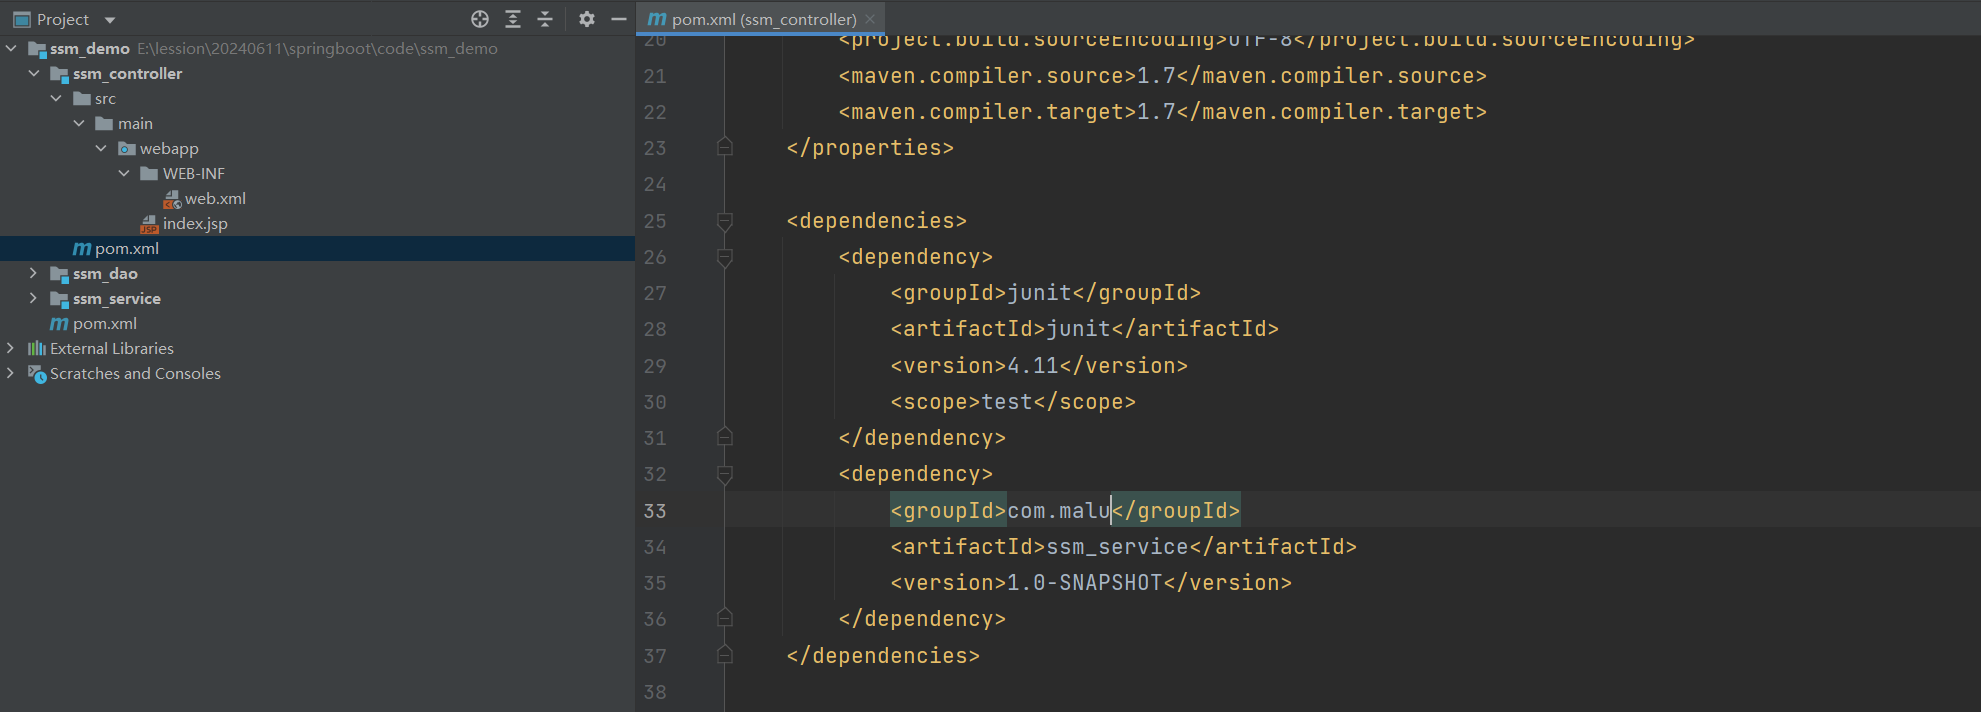 Project
ssm_demo E:\lession\20240611\springboot\code\ssm_demo
ssm_controller
src
main
webapp
WEB-INF
web.xml
index.jsp
pom.xml
ssm_dao
ssm_service
pom.xml
External Libraries
Scratches and Consoles
pom.xml (ssm_controller)
20 <project.build.sourceEncoding>UTF-8</project.build.sourceEncoding>
21 <maven.compiler.source>1.7</maven.compiler.source>
22 <maven.compiler.target>1.7</maven.compiler.target>
23 </properties>
24
25 <dependencies>
26 <dependency>
27 <groupId>junit</groupId>
28 <artifactId>junit</artifactId>
29 <version>4.11</version>
30 <scope>test</scope>
31 </dependency>
32 <dependency>
33 <groupId>com.malu</groupId>
34 <artifactId>ssm_service</artifactId>
35 <version>1.0-SNAPSHOT</version>
36 </dependency>
37 </dependencies>
38